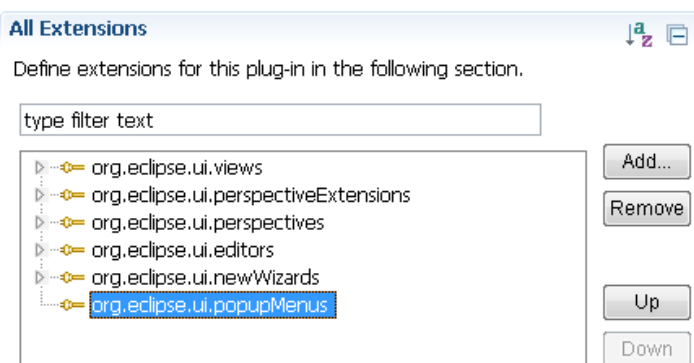 All Extensions
a
z
Define extensions for this plug-in in the following section.
type filter text
org.eclipse.ui.views
org.eclipse.ui.perspectiveExtensions
org.eclipse.ui.perspectives
org.eclipse.ui.editors
org.eclipse.ui.newWizards
org.eclipse.ui.popupMenus
Add...
Remove
Up
Down